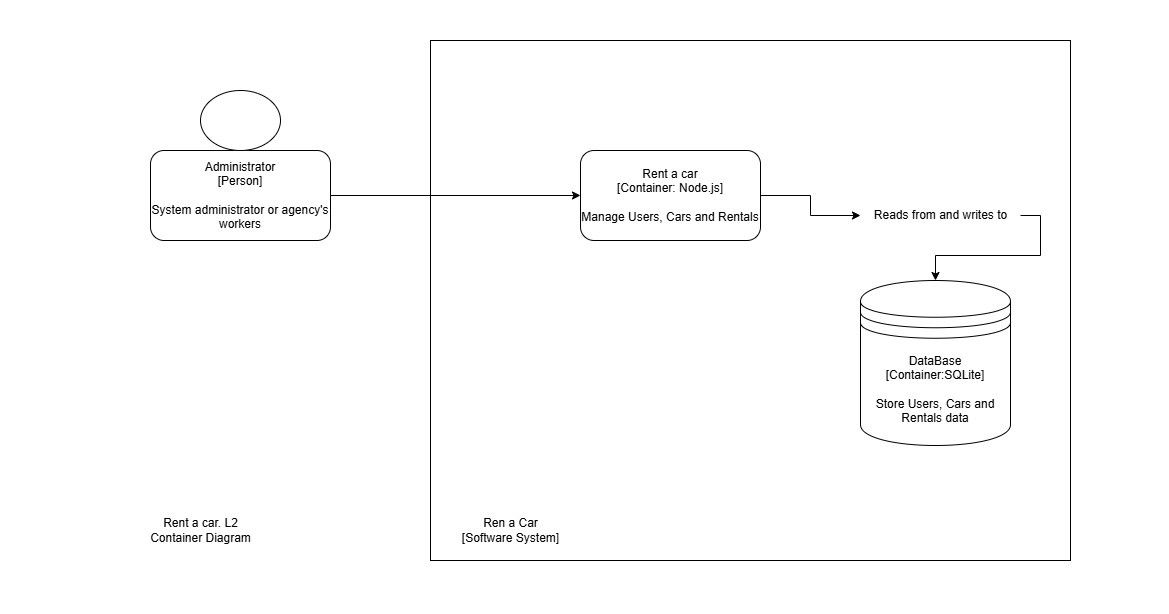 Administrator
[Person]
System administrator or agency's
workers
Rent a car
[Container: Node.js]
Manage Users, Cars and Rentals
Reads from and writes to
DataBase
[Container:SQLite]
Store Users, Cars and
Rentals data
Rent a car. L2
Container Diagram
Ren a Car
[Software System]